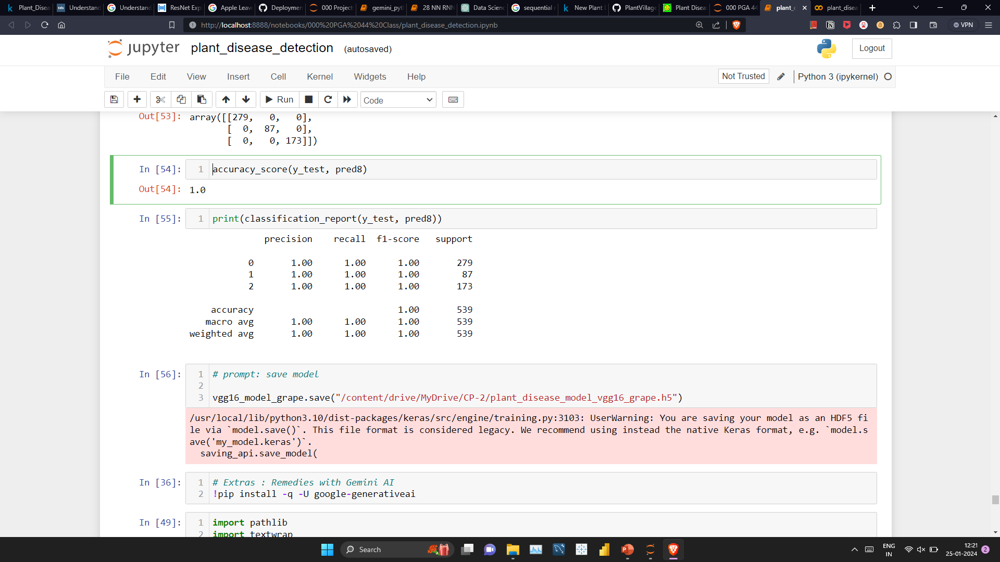 Plant_Disea
tds Understand
Understand
ResNet Exp
Apple Leav
Deploymen
000 Project
gemini_pyt
28 NN RNN
Data Scienc
sequential
New Plant
PlantVillage
Plant Disea
000 PGA 44
plant_
plant_disea
http://localhost:8888/notebooks/000%20PGA%2044%20Class/plant_disease_detection.ipynb
VPN
jupyter plant_disease_detection (autosaved)
Logout
File Edit View Insert Cell Kernel Widgets Help
Not Trusted Python 3 (ipykernel)
Run Code
Out[53]: array([[279, 0, 0],
[ 0, 87, 0],
[ 0, 0, 173]])
In [54]: 1 accuracy_score(y_test, pred8)
Out[54]: 1.0
In [55]: 1 print(classification_report(y_test, pred8))
precision recall f1-score support
0 1.00 1.00 1.00 279
1 1.00 1.00 1.00 87
2 1.00 1.00 1.00 173
accuracy 1.00 539
macro avg 1.00 1.00 1.00 539
weighted avg 1.00 1.00 1.00 539
In [56]: 1 # prompt: save model
2
3 vgg16_model_grape.save("/content/drive/MyDrive/CP-2/plant_disease_model_vgg16_grape.h5")
/usr/local/lib/python3.10/dist-packages/keras/src/engine/training.py:3103: UserWarning: You are saving your model as an HDF5 fi
le via `model.save()`. This file format is considered legacy. We recommend using instead the native Keras format, e.g. `model.s
ave('my_model.keras')`.
saving_api.save_model(
In [36]: 1 # Extras : Remedies with Gemini AI
2 !pip install -q -U google-generativeai
In [49]: 1 import pathlib
2 import textwrap
Search
ENG
IN
12:21
25-01-2024
2